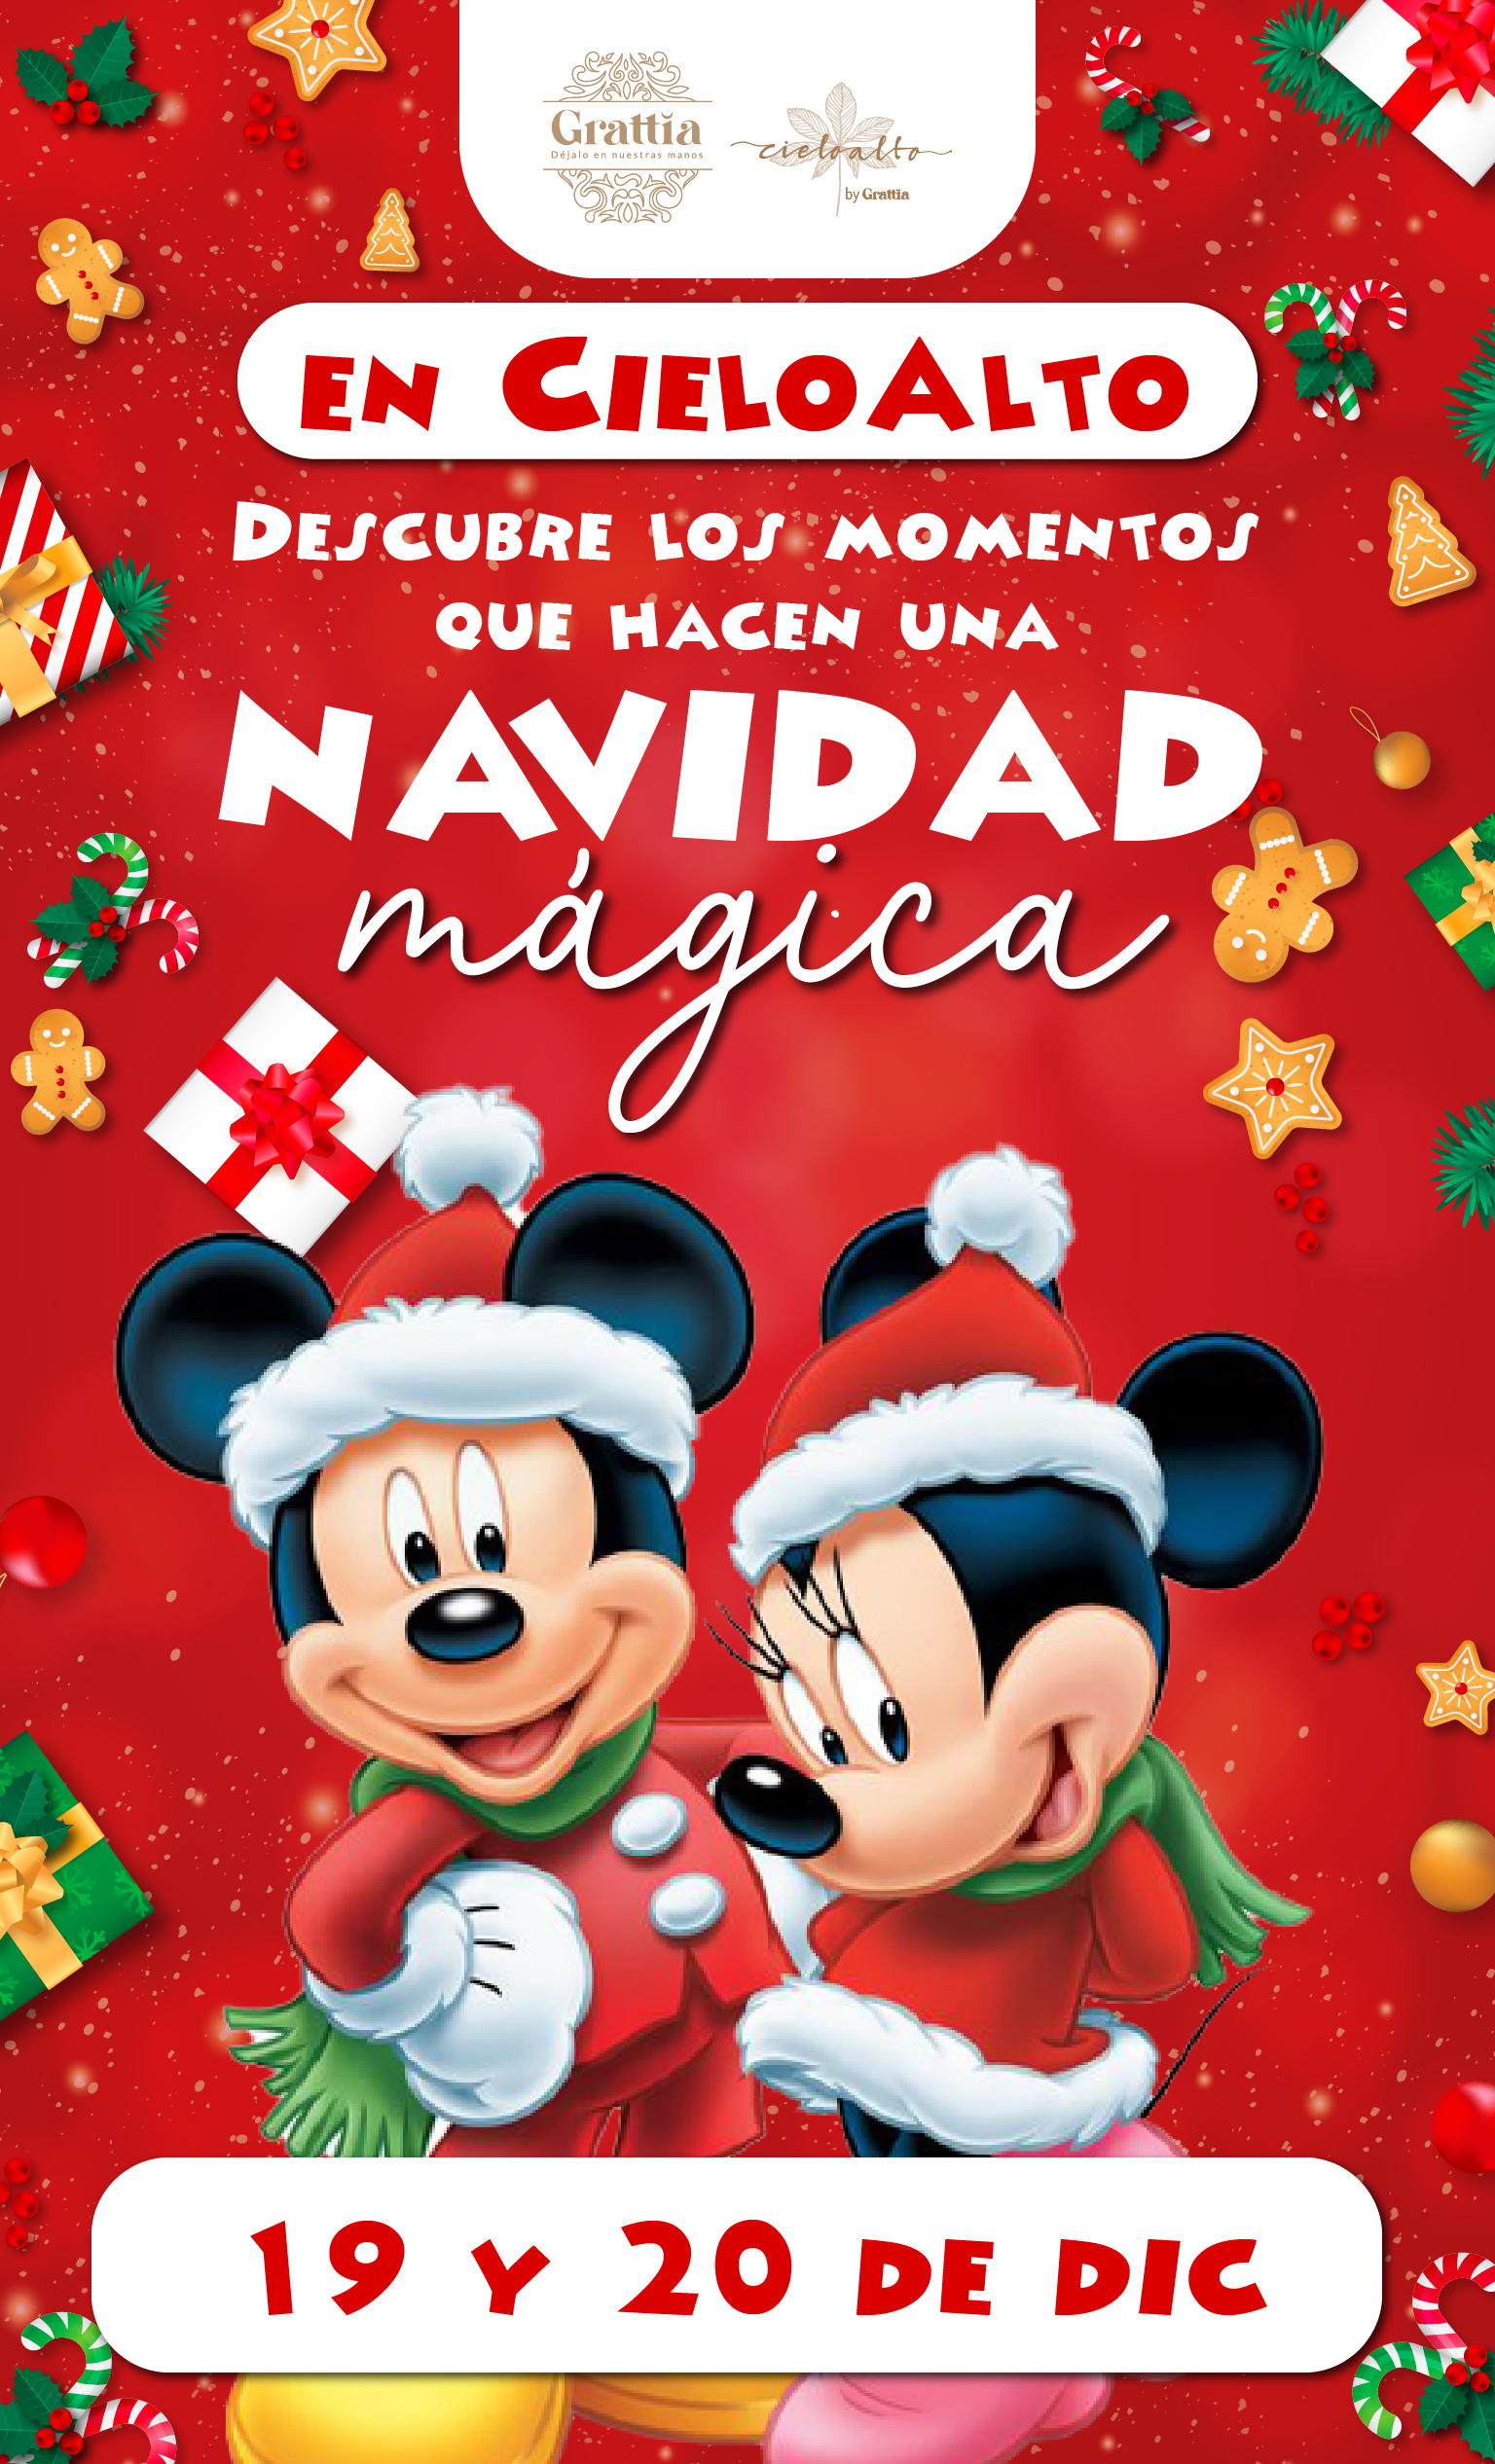 Grattia
Déjalo en nuestras manos
cieloalto
by Grattia
EN CIELOALTO
DESCUBRE LOS MOMENTOS
QUE HACEN UNA
NAVIDAD
mágica
19 Y 20 DE DIC